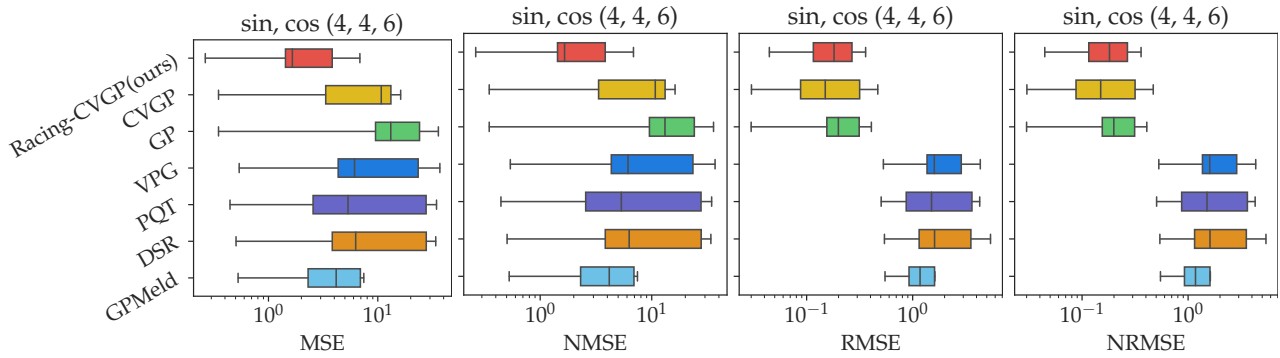 sin, cos (4, 4, 6)
sin, cos (4, 4, 6)
sin, cos (4, 4, 6)
sin, cos (4, 4, 6)
Racing-CVGP(ours)
CVGP
GP
VPG
PQT
DSR
GPMeld
10^0 10^1
10^0 10^1
10^−1 10^0
10^−1 10^0
MSE
NMSE
RMSE
NRMSE